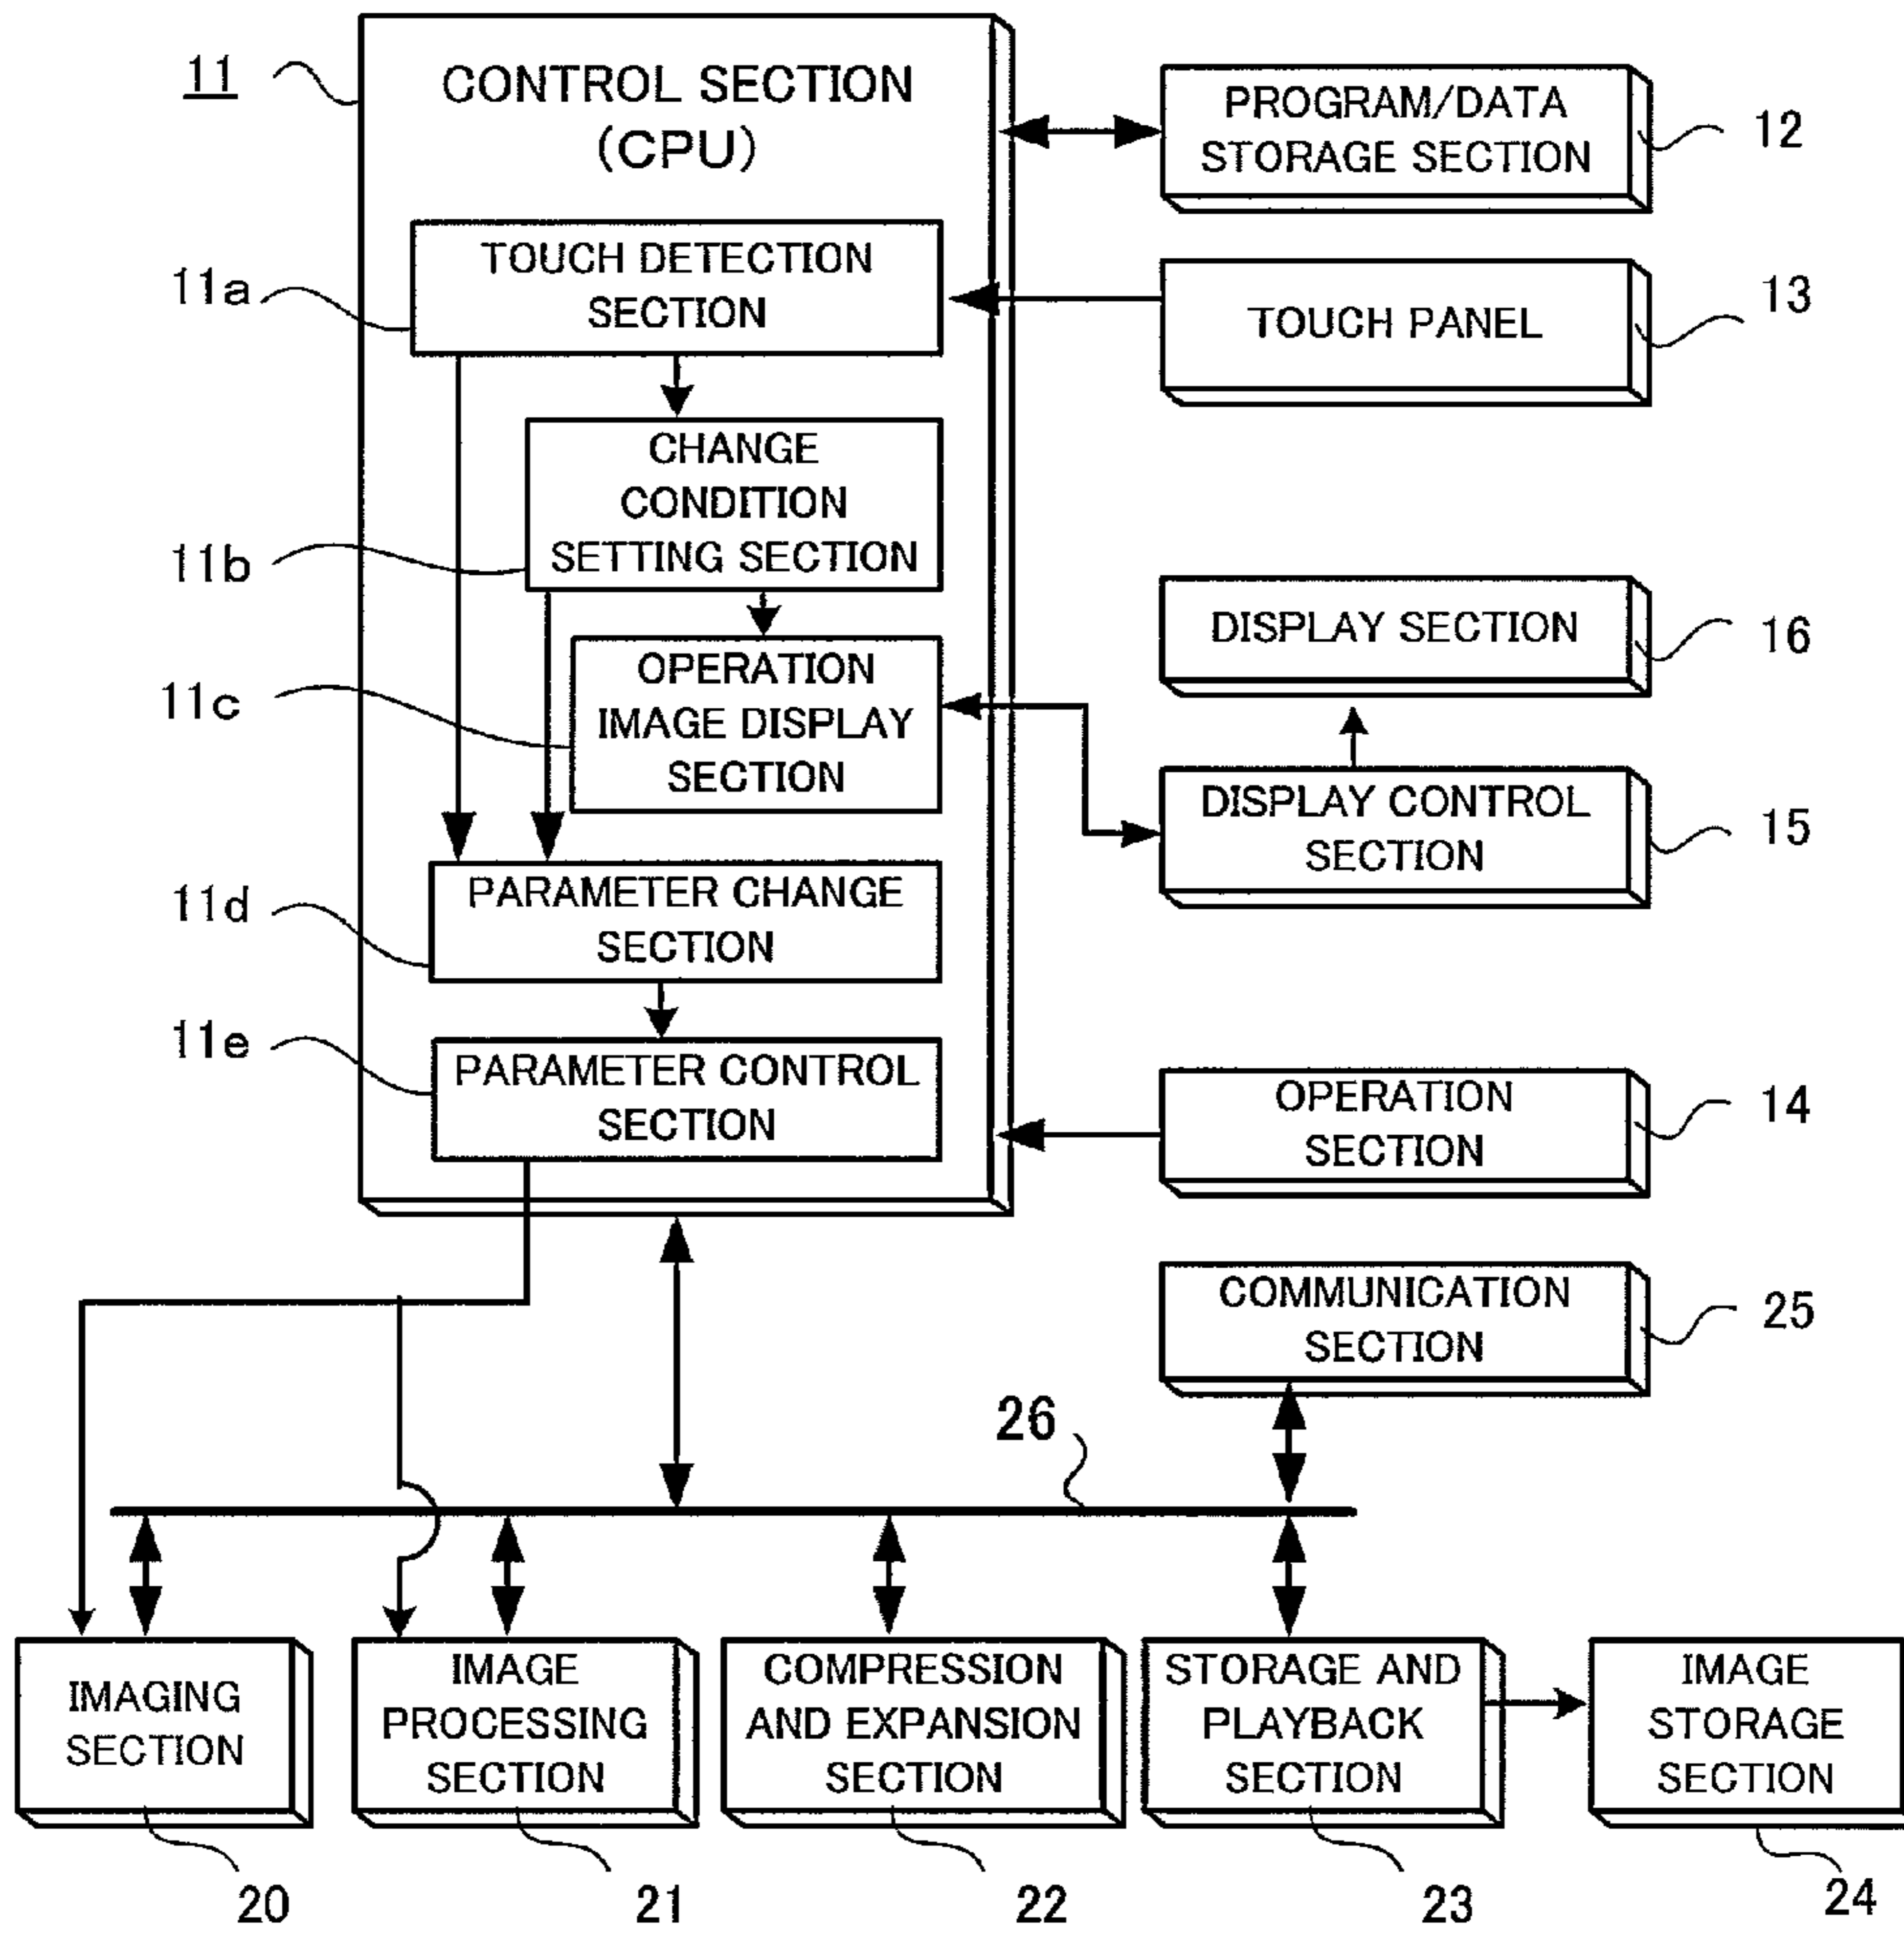 11
CONTROL SECTION
(CPU)
PROGRAM/DATA
STORAGE SECTION
12
11a
TOUCH DETECTION
SECTION
TOUCH PANEL
13
11b
CHANGE
CONDITION
SETTING SECTION
DISPLAY SECTION
16
11c
OPERATION
IMAGE DISPLAY
SECTION
DISPLAY CONTROL
SECTION
15
11d
PARAMETER CHANGE
SECTION
11e
PARAMETER CONTROL
SECTION
OPERATION
SECTION
14
COMMUNICATION
SECTION
25
26
IMAGING
SECTION
IMAGE
PROCESSING
SECTION
COMPRESSION
AND EXPANSION
SECTION
STORAGE AND
PLAYBACK
SECTION
IMAGE
STORAGE
SECTION
20
21
22
23
24